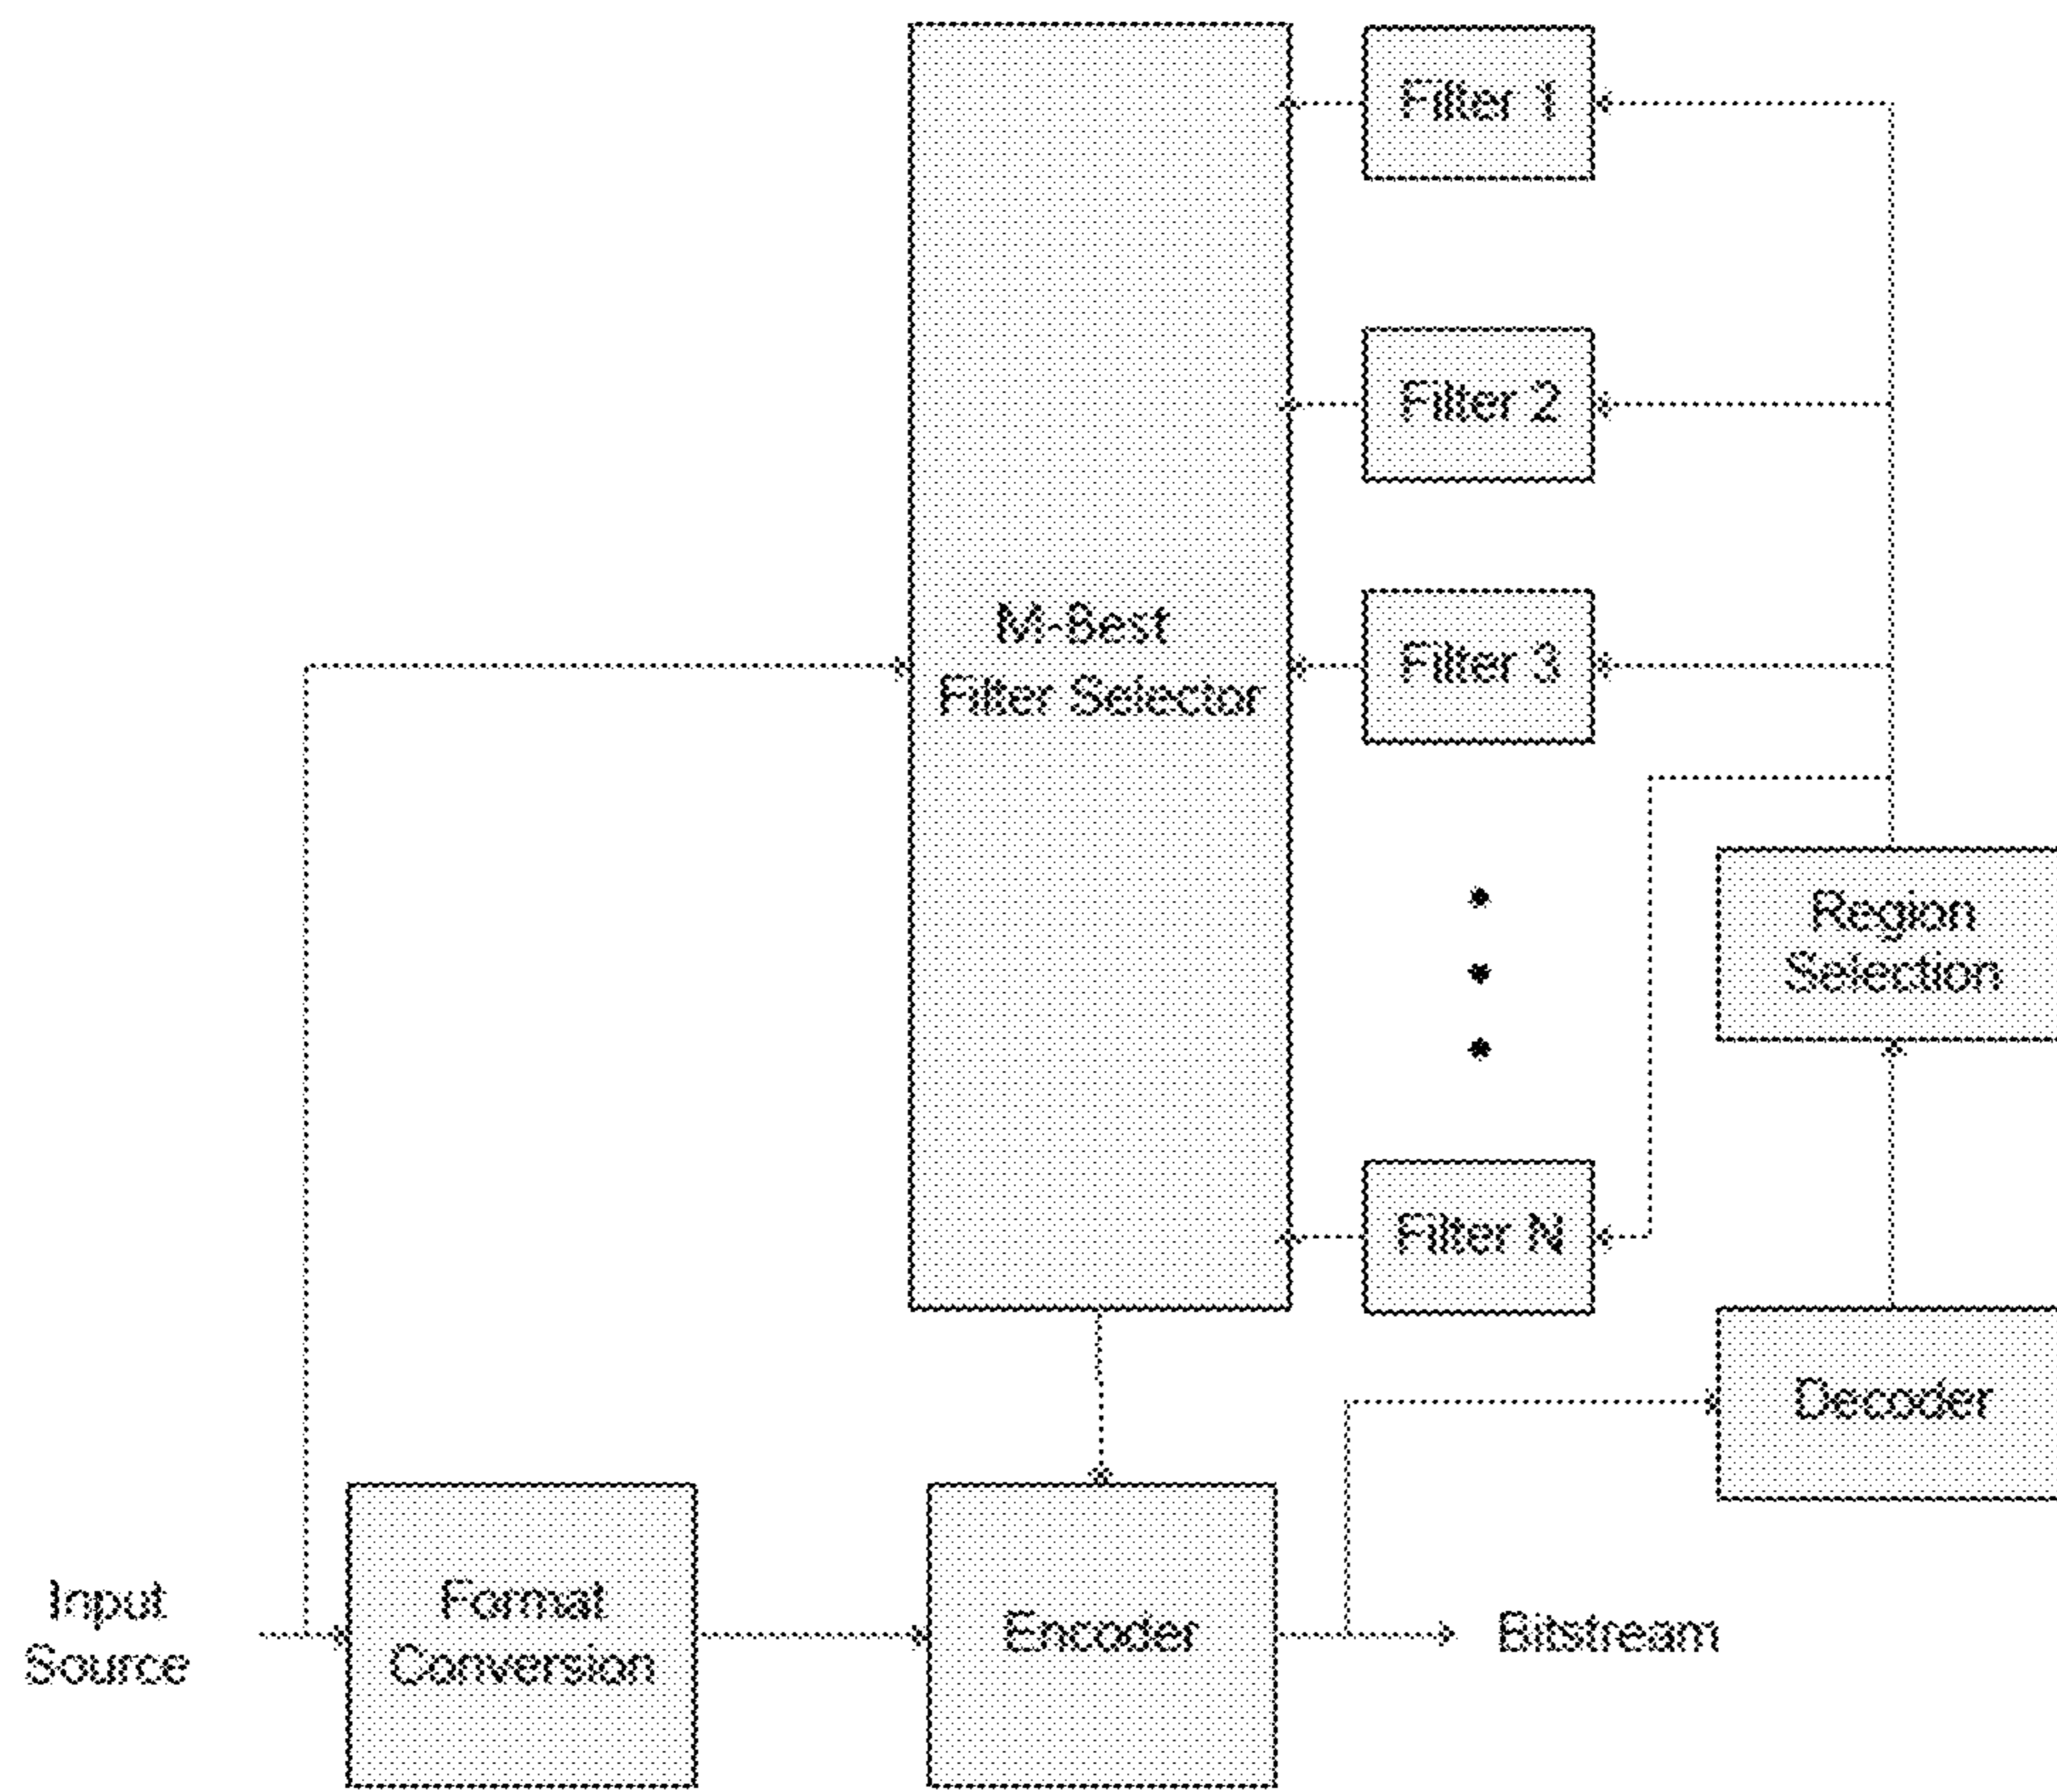 Filter 1
Filter 2
M-Best
Filter Selector
Filter 3
Region
Selection
Filter N
Decoder
Input
Source
Format
Conversion
Encoder
Bitstream